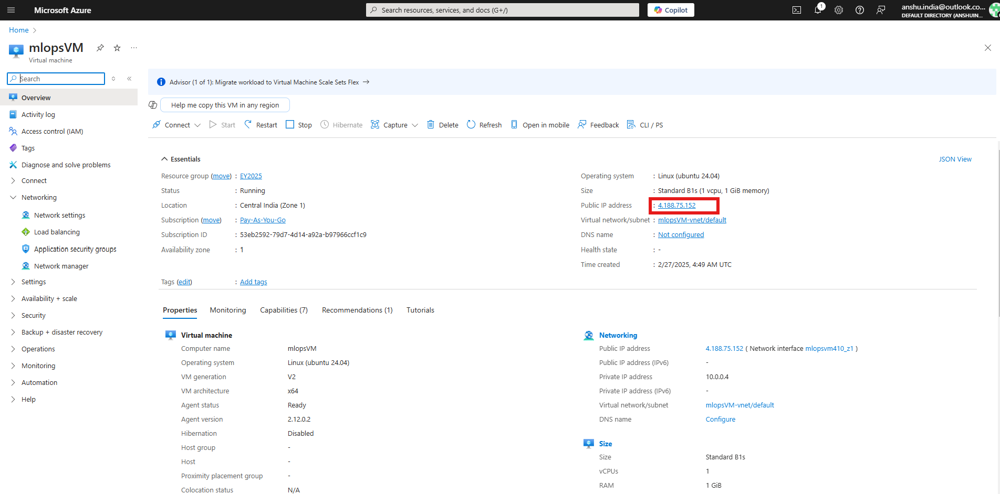 Microsoft Azure
Search resources, services, and docs (G+/)
Copilot
1
anshu.india@outlook.co...
DEFAULT DIRECTORY (ANSHUIN...
Home
mlopsVM
Virtual machine
Search
Overview
Activity log
Access control (IAM)
Tags
Diagnose and solve problems
Connect
Networking
Network settings
Load balancing
Application security groups
Network manager
Settings
Availability + scale
Security
Backup + disaster recovery
Operations
Monitoring
Automation
Help
Advisor (1 of 1): Migrate workload to Virtual Machine Scale Sets Flex →
Help me copy this VM in any region
Connect Start Restart Stop Hibernate Capture Delete Refresh Open in mobile Feedback CLI / PS
Essentials
JSON View
Resource group (move) : EY2025
Status : Running
Location : Central India (Zone 1)
Subscription (move) : Pay-As-You-Go
Subscription ID : 53eb2592-79d7-4d14-a92a-b97966ccf1c9
Availability zone : 1
Operating system : Linux (ubuntu 24.04)
Size : Standard B1s (1 vcpu, 1 GiB memory)
Public IP address : 4.188.75.152
Virtual network/subnet : mlopsVM-vnet/default
DNS name : Not configured
Health state : -
Time created : 2/27/2025, 4:49 AM UTC
Tags (edit) : Add tags
Properties Monitoring Capabilities (7) Recommendations (1) Tutorials
Virtual machine
Computer name mlopsVM
Operating system Linux (ubuntu 24.04)
VM generation V2
VM architecture x64
Agent status Ready
Agent version 2.12.0.2
Hibernation Disabled
Host group -
Host -
Proximity placement group -
Colocation status N/A
Networking
Public IP address 4.188.75.152 ( Network interface mlopsvm410_z1 )
Public IP address (IPv6) -
Private IP address 10.0.0.4
Private IP address (IPv6) -
Virtual network/subnet mlopsVM-vnet/default
DNS name Configure
Size
Size Standard B1s
vCPUs 1
RAM 1 GiB